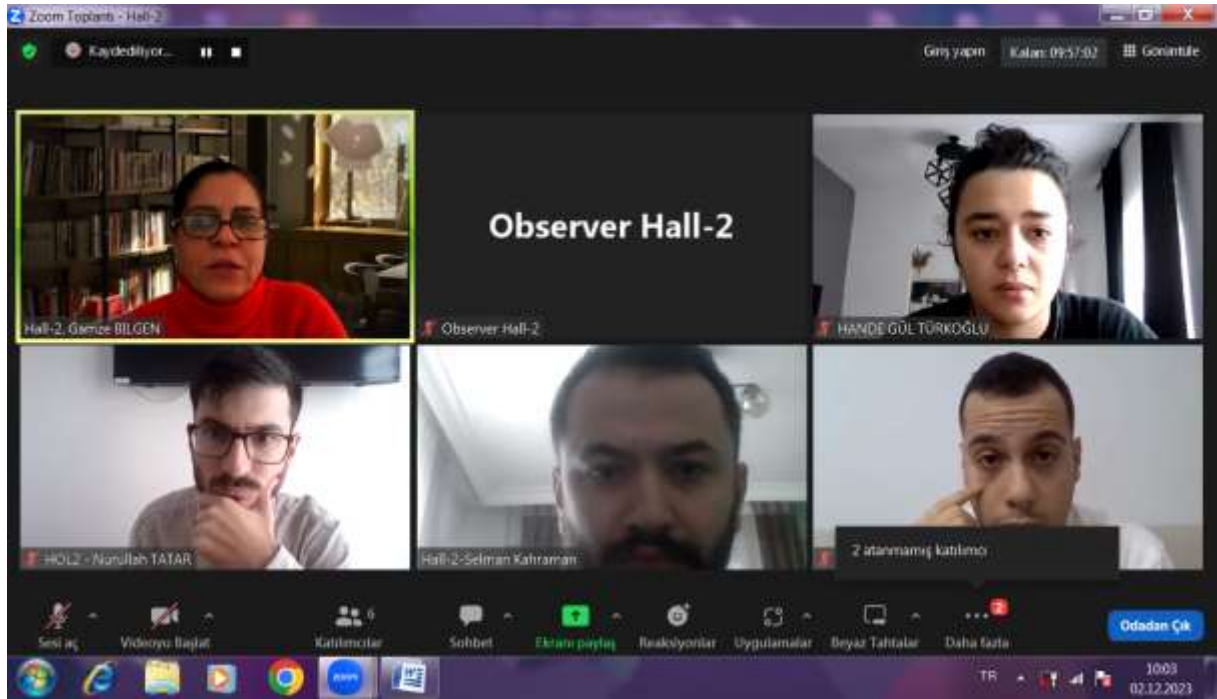 Zoom Toplantı - Hall-2
Kaydediliyor...
Giriş yapın
Kalan: 09:57:02
Görüntüle
Hall-2, Gamze BİLGEN
Observer Hall-2
Observer Hall-2
HANDE GÜL TÜRKOĞLU
HOL2 - Nurullah TATAR
Hall-2-Selman Kahraman
2 atanmamış katılımcı
Sesi aç
Videoyu Başlat
Katılımcılar
6
Sohbet
Ekranı paylaş
Reaksiyonlar
Uygulamalar
Beyaz Tahtalar
Daha fazla
2
Odadan Çık
zoom
TR
10:03
02.12.2023